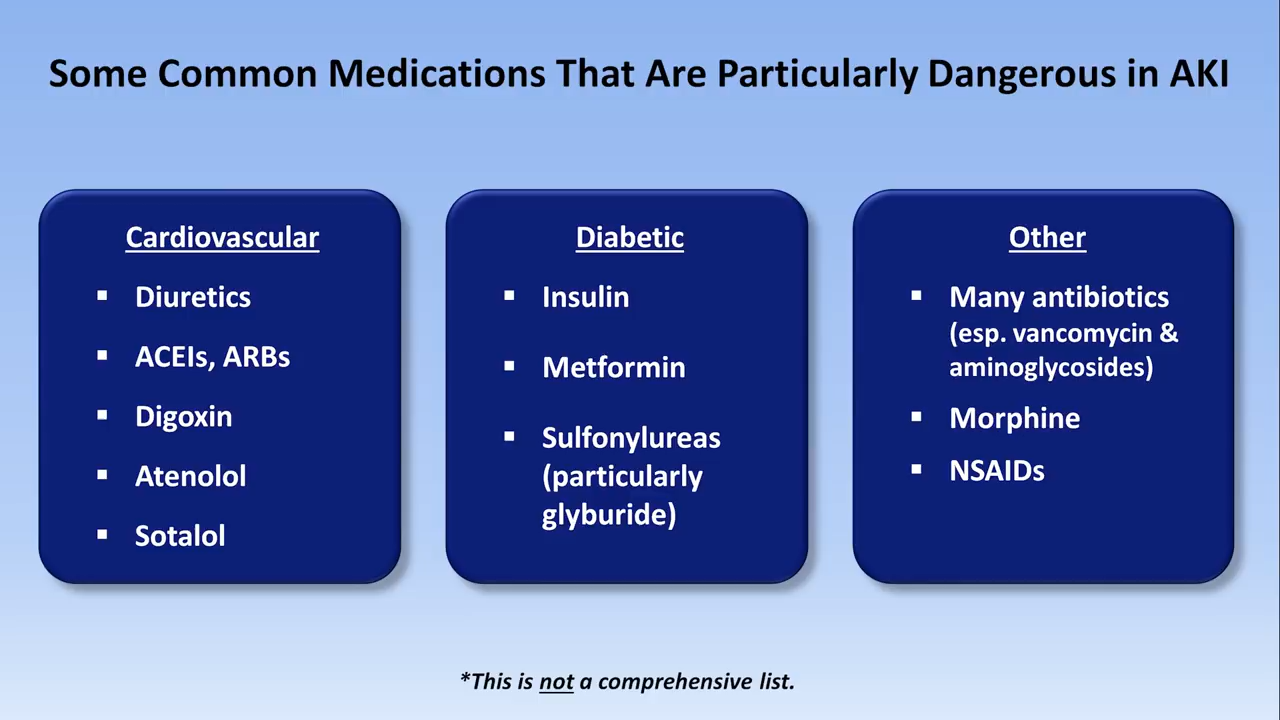 Some Common Medications That Are Particularly Dangerous in AKI
Cardiovascular
▪ Diuretics
▪ ACEIs, ARBs
▪ Digoxin
▪ Atenolol
▪ Sotalol
Diabetic
▪ Insulin
▪ Metformin
▪ Sulfonylureas
(particularly
glyburide)
Other
▪ Many antibiotics
(esp. vancomycin &
aminoglycosides)
▪ Morphine
▪ NSAIDs
*This is not a comprehensive list.